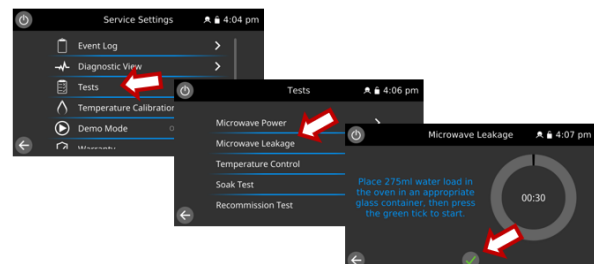 Service Settings 4:04 pm
Event Log
Diagnostic View
Tests
Temperature Calibration
Demo Mode
Warranty
Tests 4:06 pm
Microwave Power
Microwave Leakage
Temperature Control
Soak Test
Recommission Test
Microwave Leakage 4:07 pm
Place 275ml water load in
the oven in an appropriate
glass container, then press
the green tick to start.
00:30